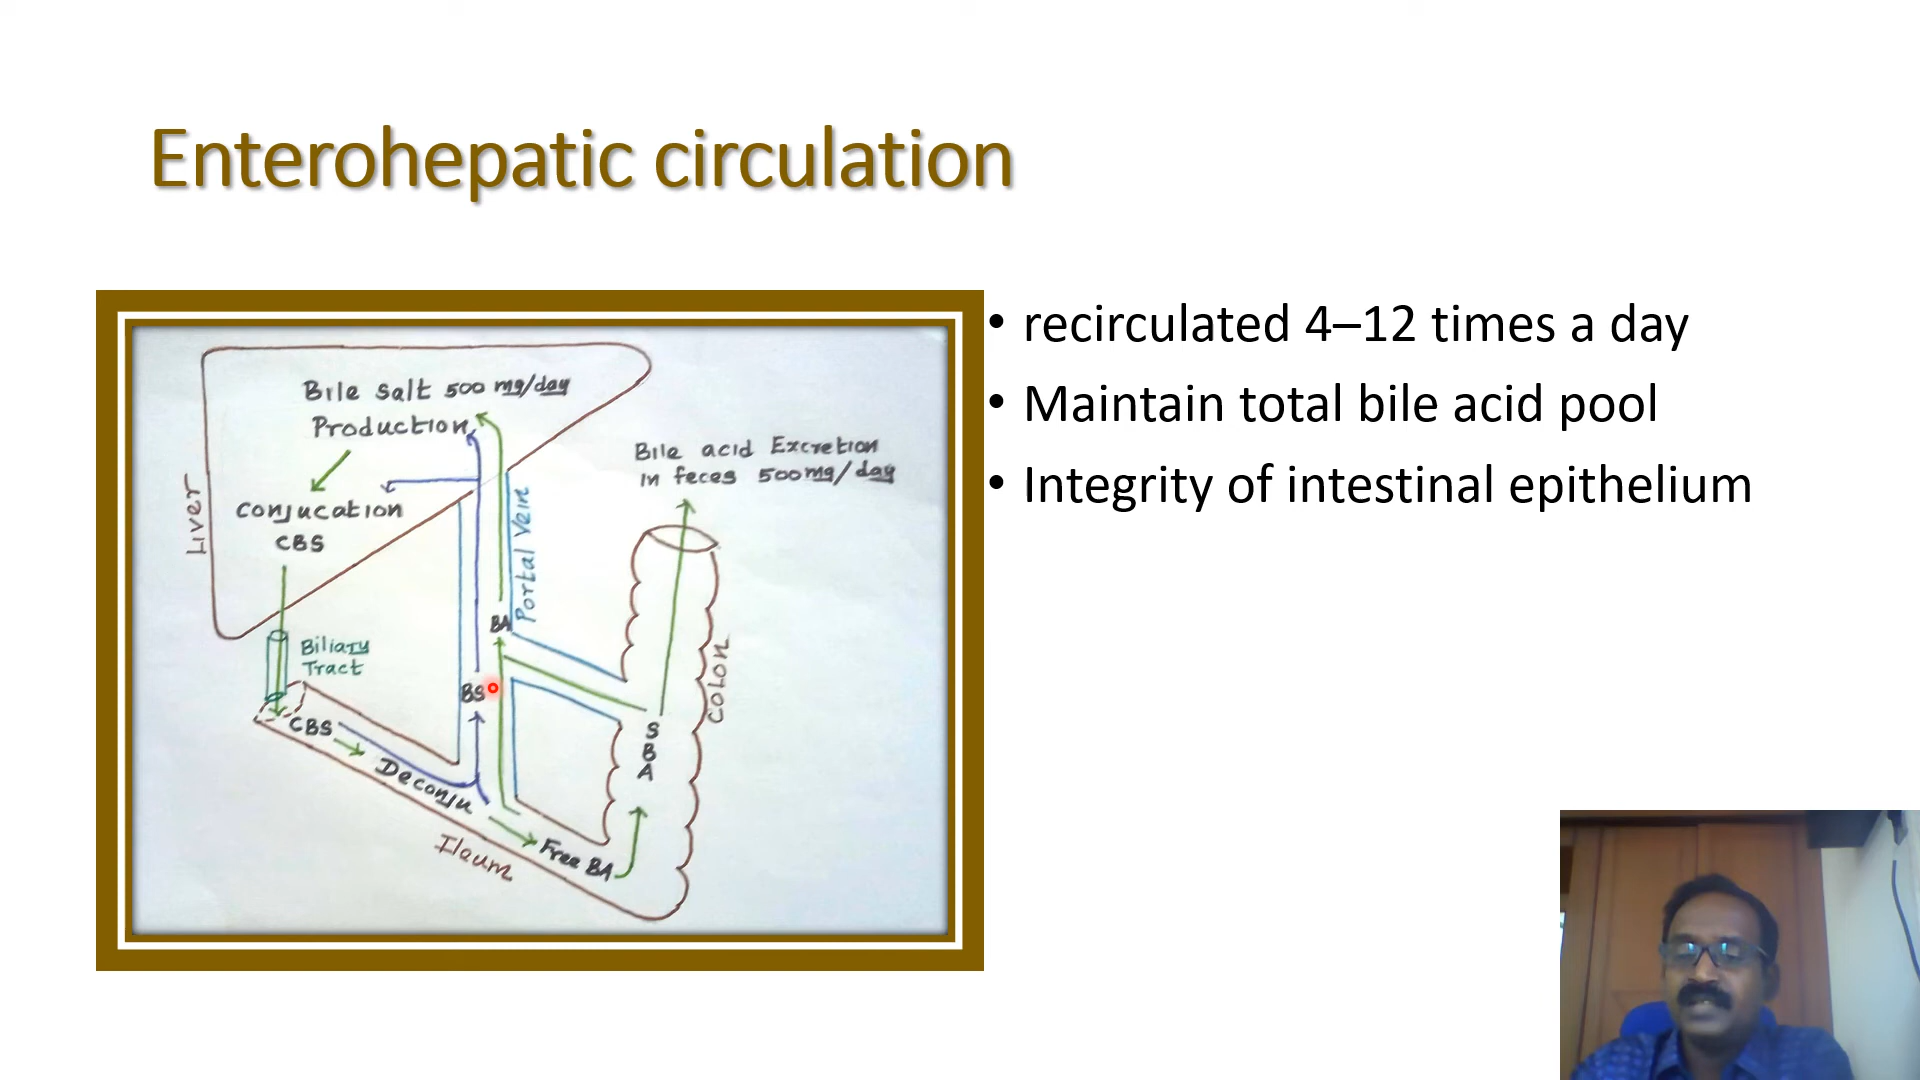 Enterohepatic circulation
Bile salt 500 mg/day
Production
Conjucation
CBS
Liver
Biliary
Tract
CBS
Deconju
Ileum
Free BA
BS
BA
Portal Vein
S
B
A
Colon
Bile acid Excretion
in feces 500mg/day
• recirculated 4–12 times a day
• Maintain total bile acid pool
• Integrity of intestinal epithelium